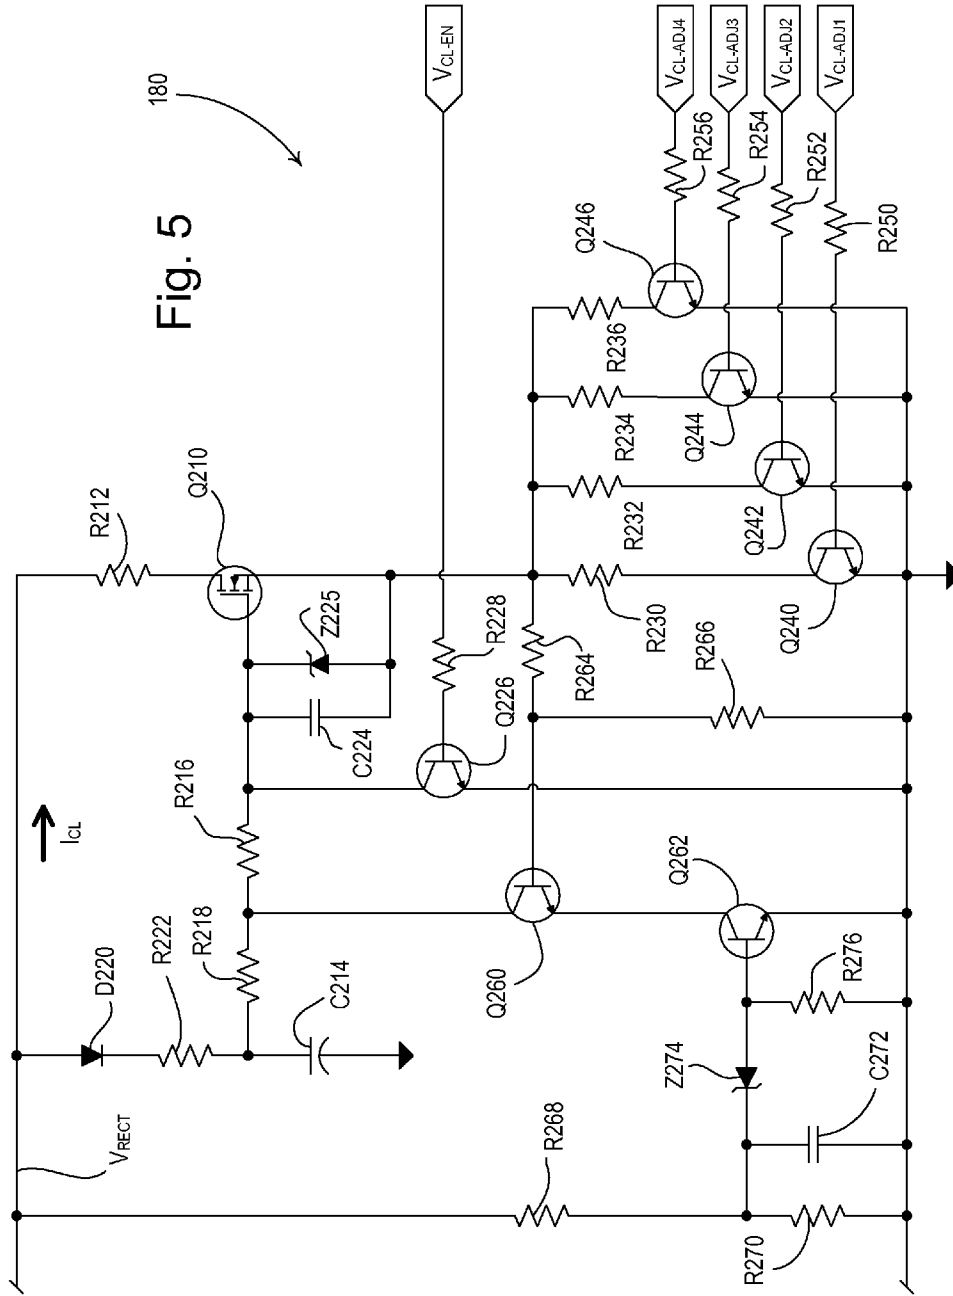 180
Fig. 5
VCL-EN
VCL-ADJ4
VCL-ADJ3
VCL-ADJ2
VCL-ADJ1
R256
R254
R252
R250
Q246
R236
Q244
R234
Q242
R232
Q240
R230
R212
Q210
Z225
R228
Q226
C224
R264
R266
R216
ICL
R218
R222
D220
C214
Q260
Q262
R276
Z274
C272
VRECT
R268
R270